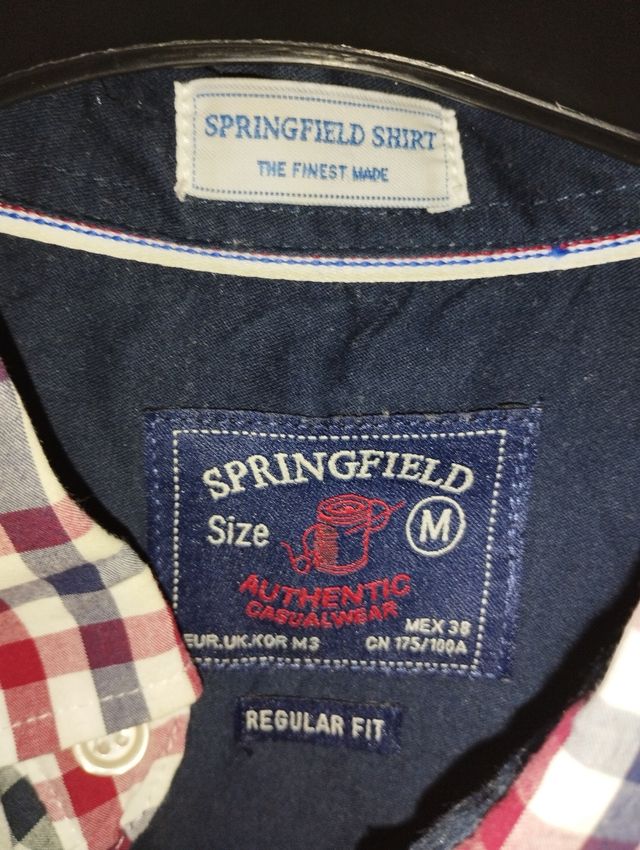 SPRINGFIELD SHIRT
THE FINEST MADE
SPRINGFIELD
Size M
AUTHENTIC
CASUALWEAR
MEX 38
EUR.UK.KOR M3 CN 175/100A
REGULAR FIT